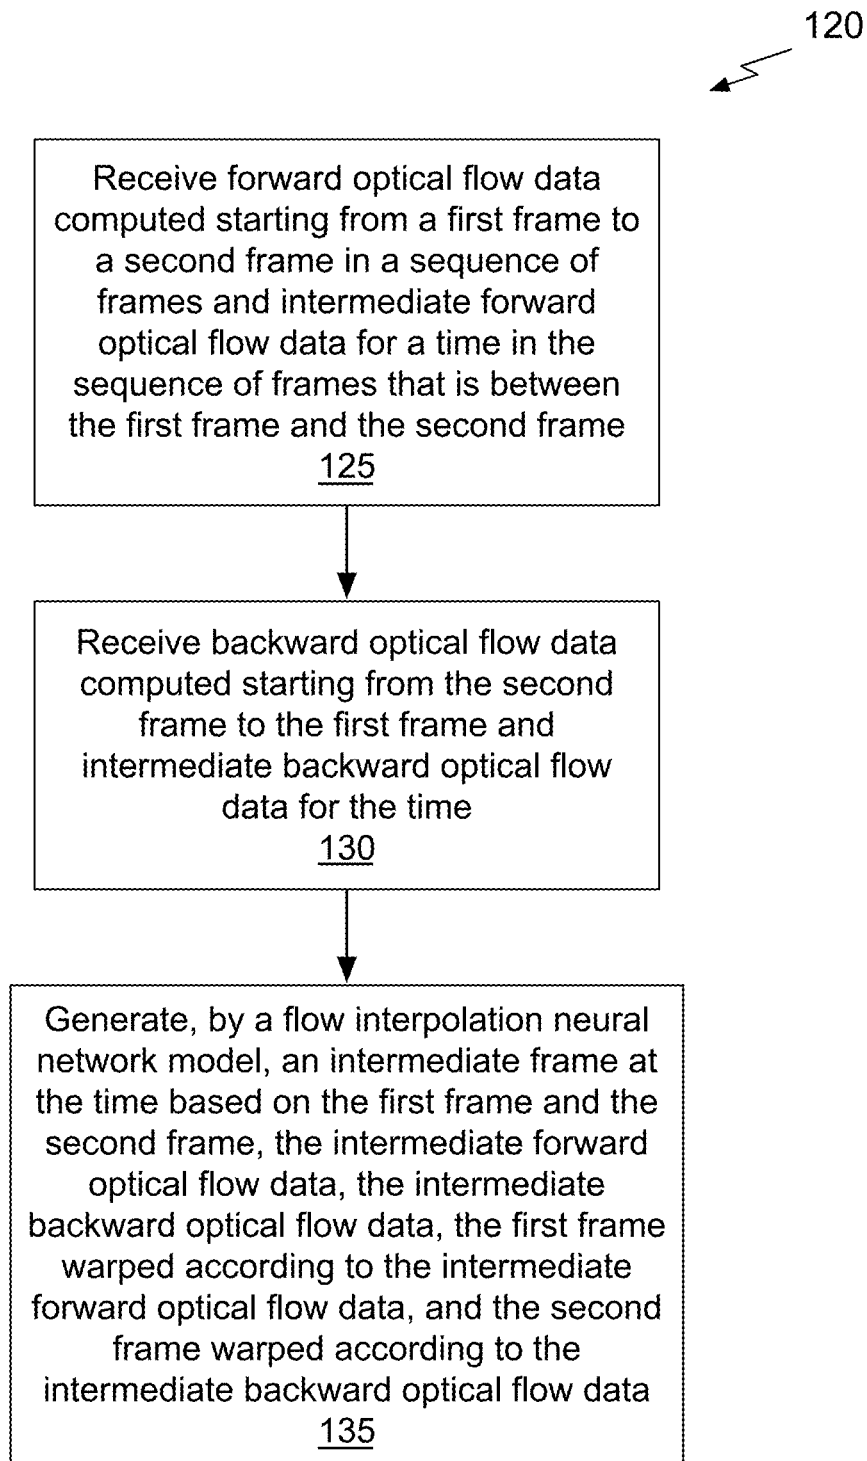 120
Receive forward optical flow data
computed starting from a first frame to
a second frame in a sequence of
frames and intermediate forward
optical flow data for a time in the
sequence of frames that is between
the first frame and the second frame
125
Receive backward optical flow data
computed starting from the second
frame to the first frame and
intermediate backward optical flow
data for the time
130
Generate, by a flow interpolation neural
network model, an intermediate frame at
the time based on the first frame and the
second frame, the intermediate forward
optical flow data, the intermediate
backward optical flow data, the first frame
warped according to the intermediate
forward optical flow data, and the second
frame warped according to the
intermediate backward optical flow data
135